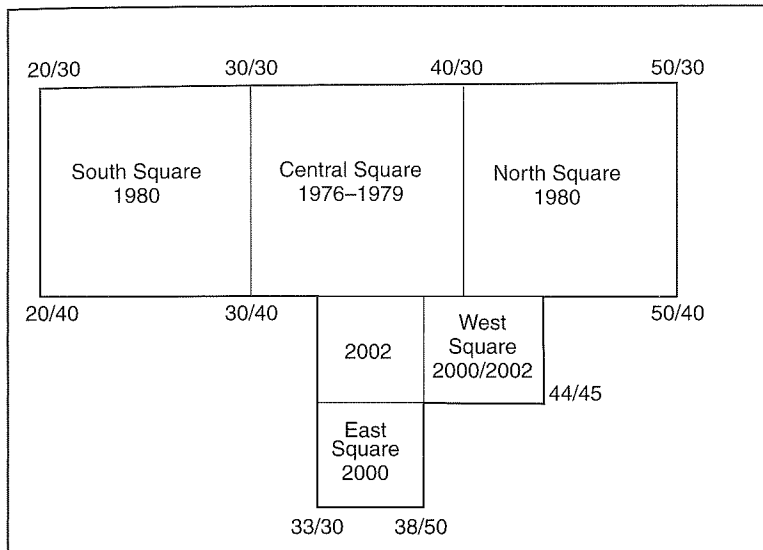 20/30 30/30 40/30 50/30
South Square
1980
Central Square
1976–1979
North Square
1980
20/40 30/40 50/40
2002
West
Square
2000/2002
44/45
East
Square
2000
33/30 38/50